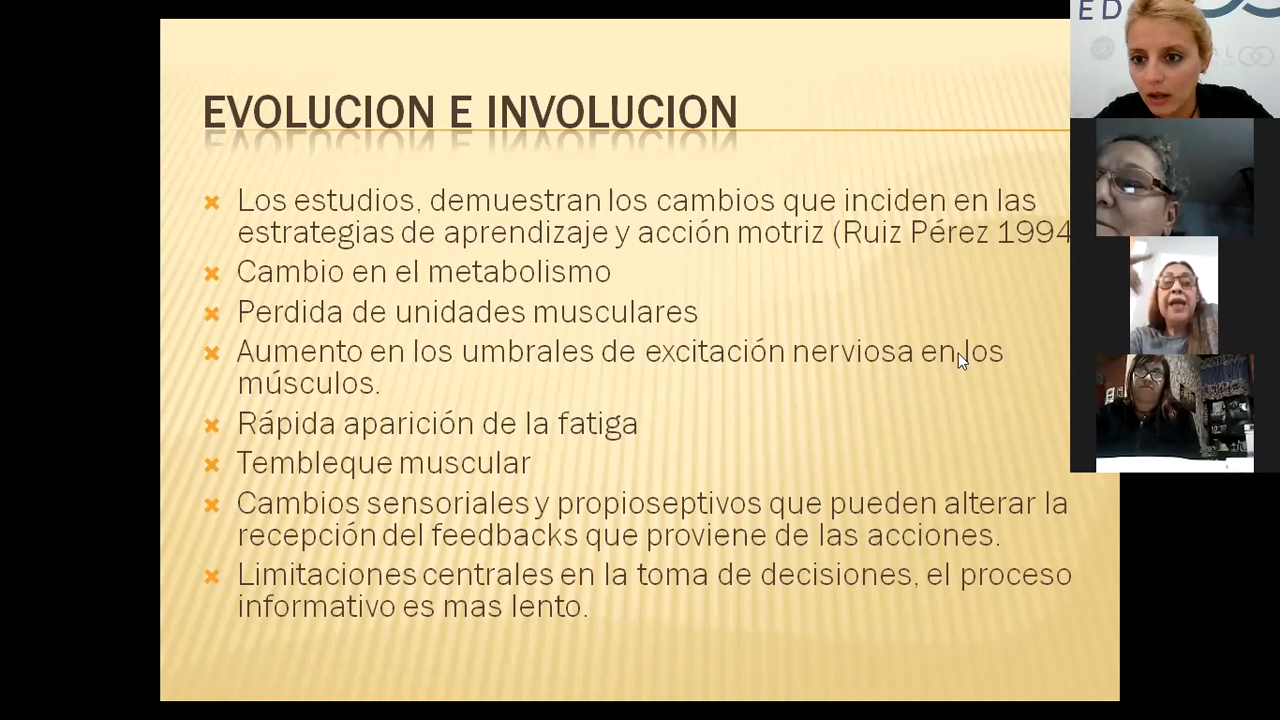 EVOLUCION E INVOLUCION
Los estudios, demuestran los cambios que inciden en las
estrategias de aprendizaje y acción motriz (Ruiz Pérez 1994
Cambio en el metabolismo
Perdida de unidades musculares
Aumento en los umbrales de excitación nerviosa en los
músculos.
Rápida aparición de la fatiga
Tembleque muscular
Cambios sensoriales y propioseptivos que pueden alterar la
recepción del feedbacks que proviene de las acciones.
Limitaciones centrales en la toma de decisiones, el proceso
informativo es mas lento.
ED